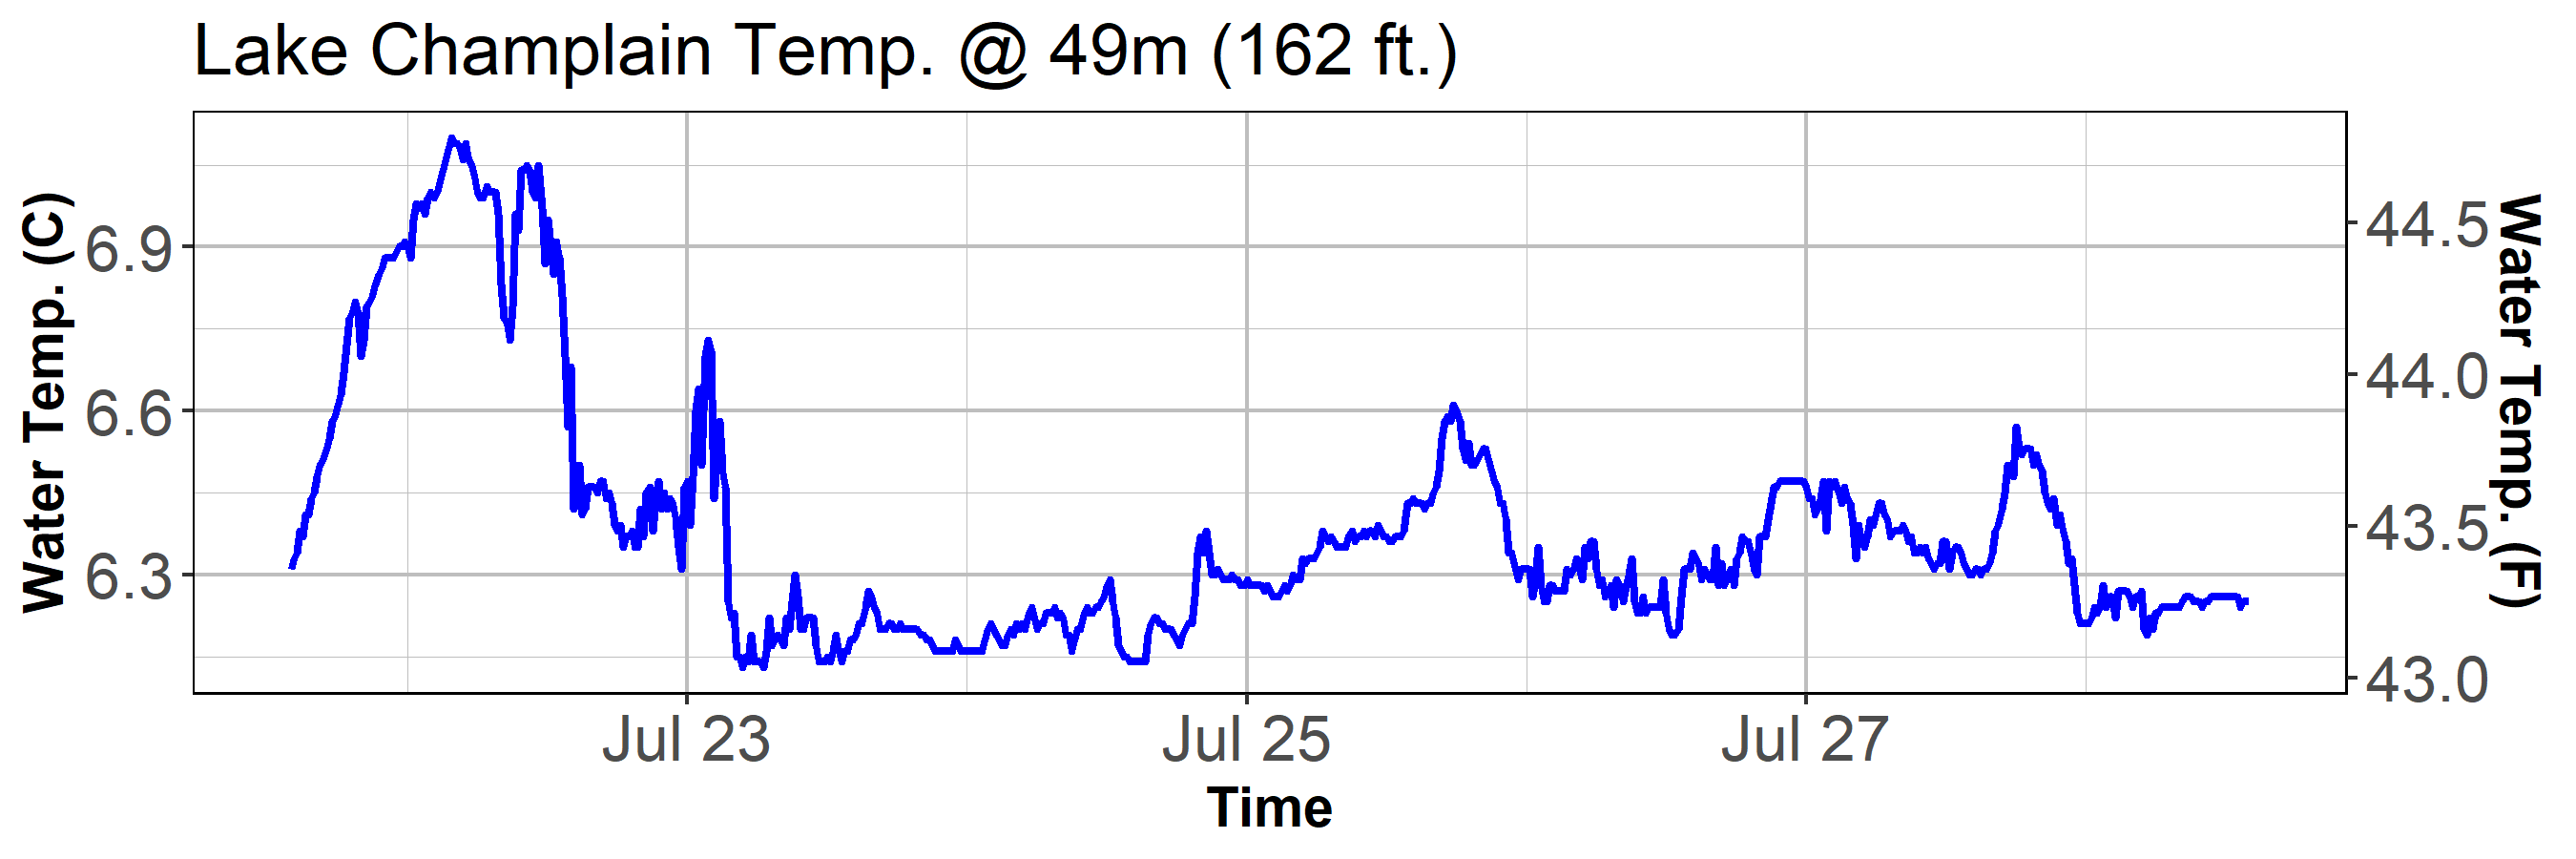 Lake Champlain Temp. @ 49m (162 ft.)
Water Temp. (C)
6.9
6.6
6.3
44.5
44.0
43.5
43.0
Water Temp. (F)
Jul 23 Jul 25 Jul 27
Time